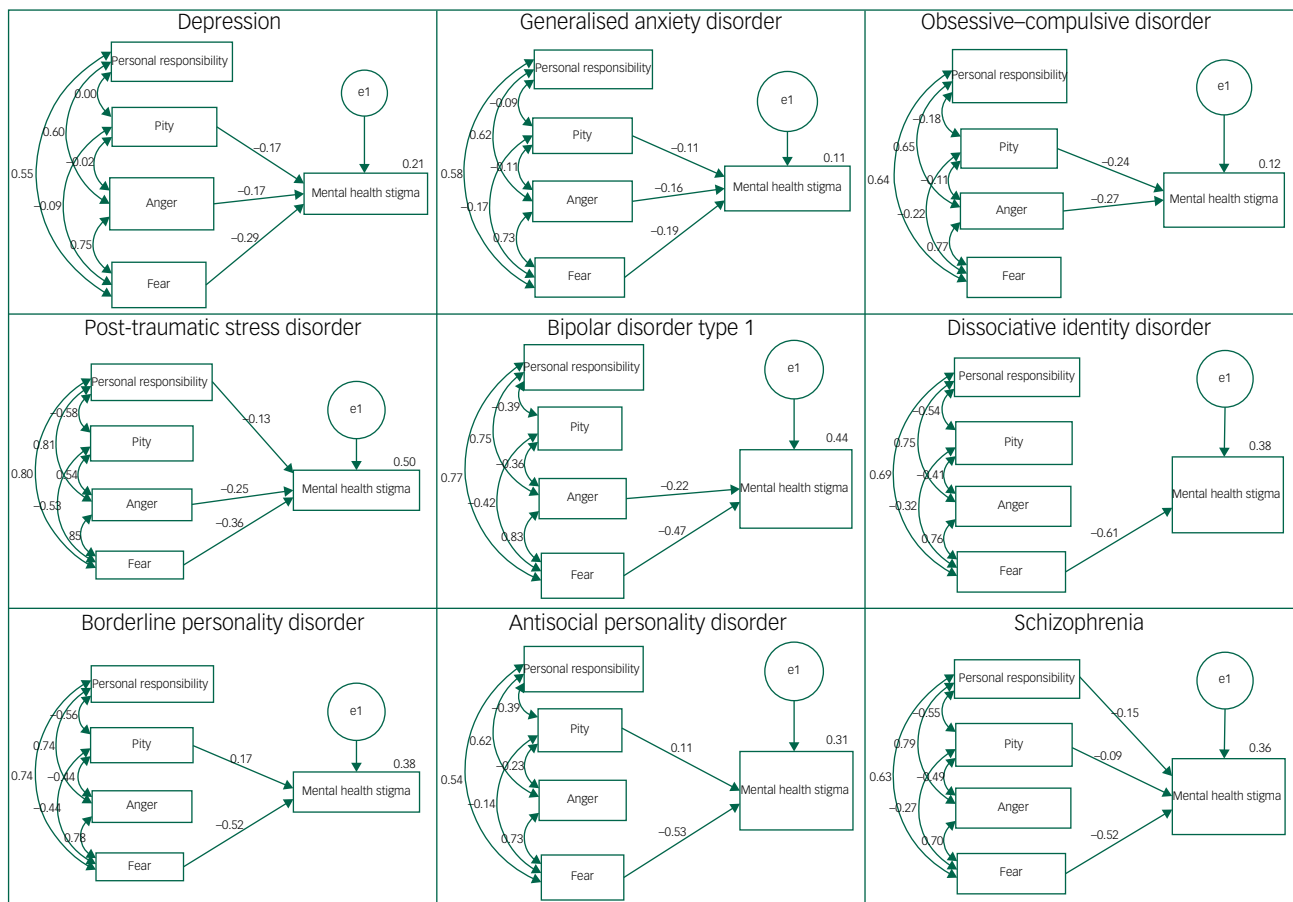 Depression
Personal responsibility
e1
0.00
Pity
−0.17
0.21
0.60
−0.02
0.55
−0.17
Mental health stigma
Anger
−0.09
−0.29
0.75
Fear
Generalised anxiety disorder
Personal responsibility
e1
−0.09
Pity
0.62
−0.11
0.11
−0.11
0.58
−0.16
Mental health stigma
Anger
−0.17
−0.19
0.73
Fear
Obsessive–compulsive disorder
Personal responsibility
e1
−0.18
Pity
0.65
−0.24
0.12
−0.11
0.64
−0.27
Mental health stigma
Anger
−0.22
0.77
Fear
Post-traumatic stress disorder
Personal responsibility
e1
−0.58
−0.13
Pity
0.81
0.50
0.80
0.54
Mental health stigma
−0.25
Anger
−0.53
−0.36
85
Fear
Bipolar disorder type 1
Personal responsibility
e1
−0.39
Pity
0.75
0.44
−0.36
0.77
−0.22
Mental health stigma
Anger
−0.42
−0.47
0.83
Fear
Dissociative identity disorder
Personal responsibility
e1
−0.54
Pity
0.75
0.38
−0.41
0.69
Mental health stigma
Anger
−0.32
−0.61
0.76
Fear
Borderline personality disorder
Personal responsibility
e1
−0.56
Pity
0.74
0.17
0.38
0.74
−0.44
Mental health stigma
Anger
−0.44
−0.52
0.78
Fear
Antisocial personality disorder
Personal responsibility
e1
−0.39
Pity
0.62
0.11
0.31
−0.23
0.54
Mental health stigma
Anger
−0.14
−0.53
0.73
Fear
Schizophrenia
Personal responsibility
e1
−0.55
−0.15
Pity
0.79
−0.09
0.36
−0.49
0.63
Mental health stigma
Anger
−0.27
−0.52
0.70
Fear